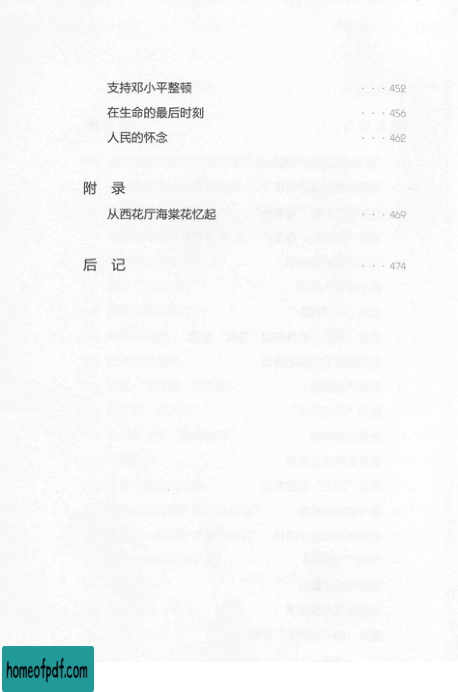 支持邓小平整顿 · · · 452
在生命的最后时刻 · · · 456
人民的怀念 · · · 462
附 录
从西花厅海棠花忆起 · · · 469
后 记 · · · 474
homeofpdf.com